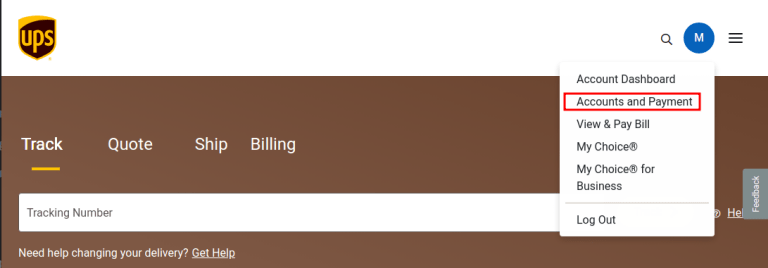 ups
M
Account Dashboard
Accounts and Payment
View & Pay Bill
My Choice®
My Choice® for
Business
Log Out
Track Quote Ship Billing
Tracking Number
® Hel
Need help changing your delivery? Get Help
Feedback